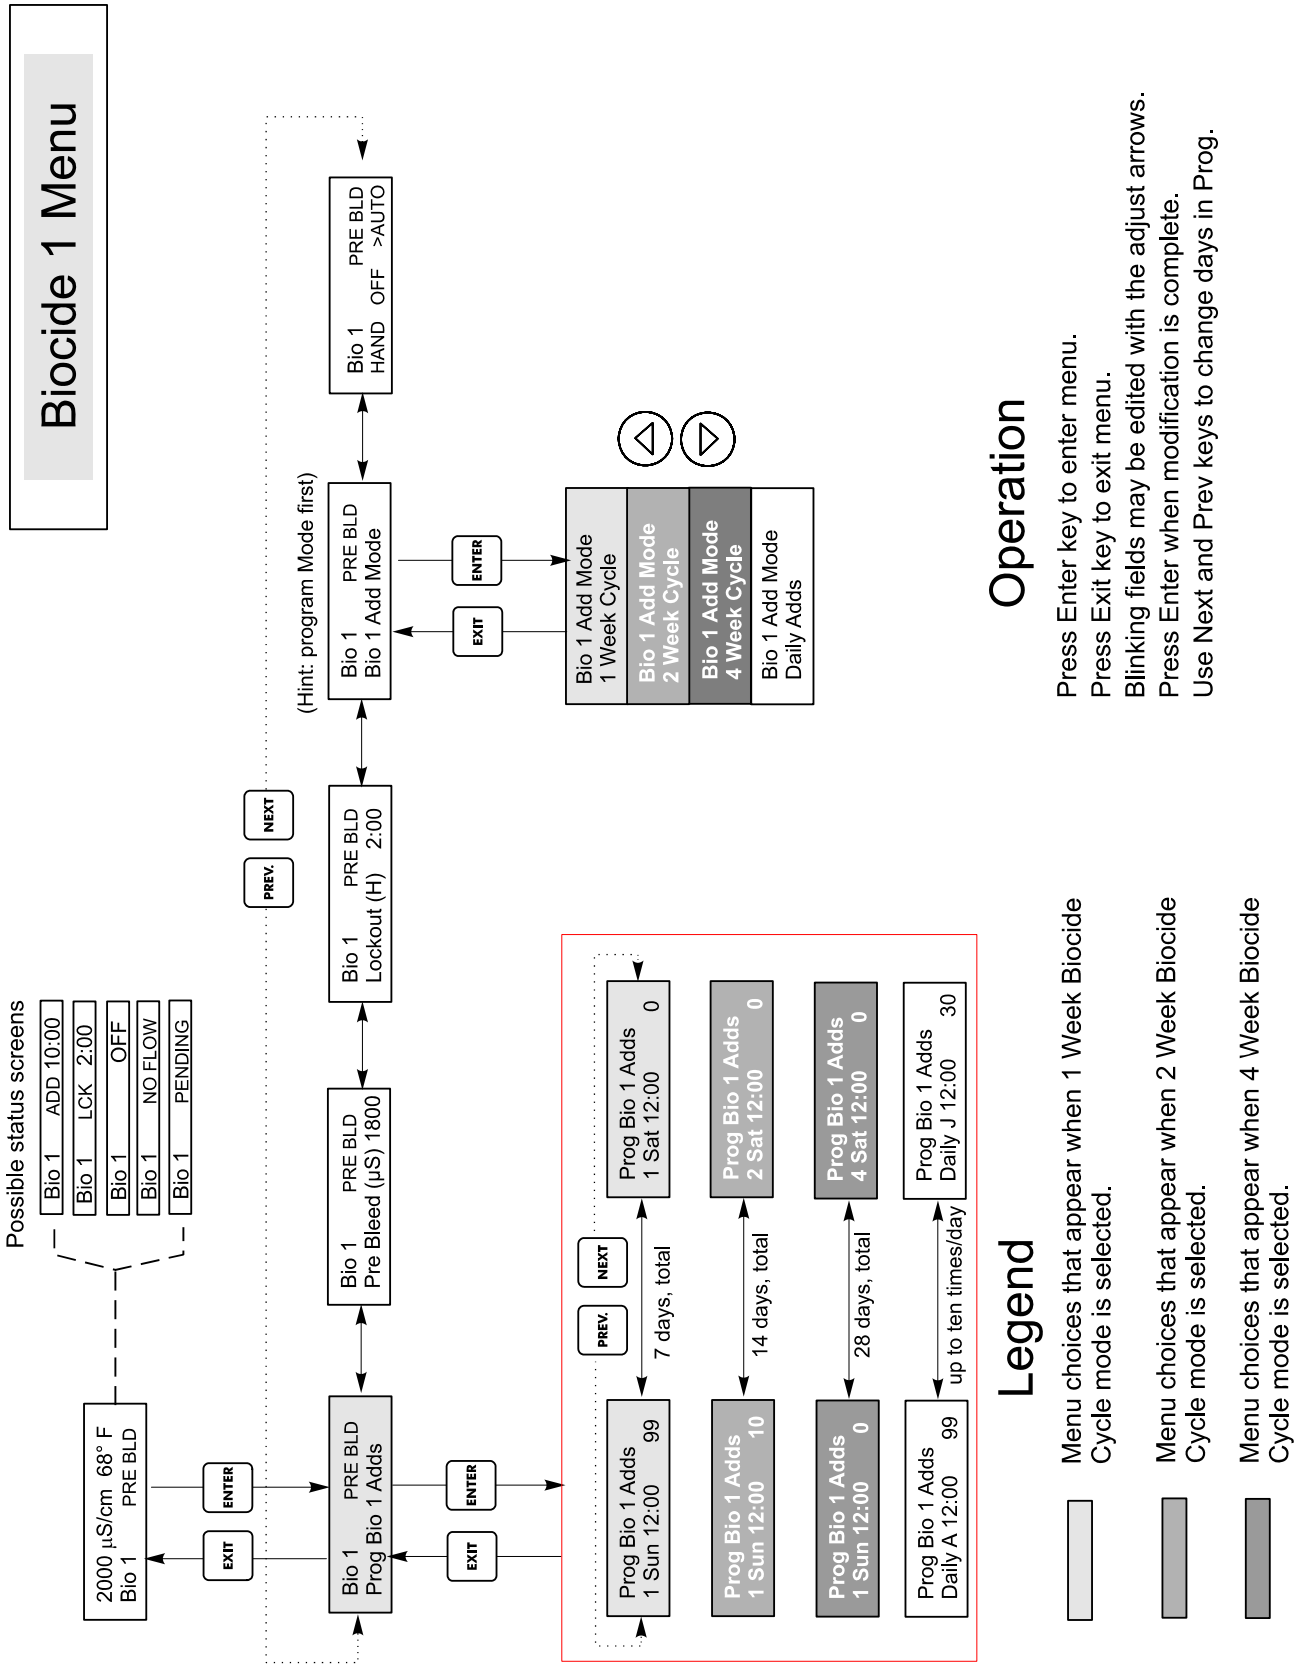 Biocide 1 Menu
Possible status screens
Bio 1 ADD 10:00
Bio 1 LCK 2:00
Bio 1 OFF
Bio 1 NO FLOW
Bio 1 PENDING
2000 µS/cm 68° F
Bio 1 PRE BLD
EXIT
ENTER
PREV.
NEXT
Bio 1 PRE BLD
Prog Bio 1 Adds
Bio 1 PRE BLD
Pre Bleed (µS) 1800
Bio 1 PRE BLD
Lockout (H) 2:00
(Hint: program Mode first)
Bio 1 PRE BLD
Bio 1 Add Mode
Bio 1 PRE BLD
HAND OFF >AUTO
EXIT
ENTER
EXIT
ENTER
Bio 1 Add Mode
1 Week Cycle
Bio 1 Add Mode
2 Week Cycle
Bio 1 Add Mode
4 Week Cycle
Bio 1 Add Mode
Daily Adds
PREV.
NEXT
Prog Bio 1 Adds
1 Sun 12:00 99
7 days, total
Prog Bio 1 Adds
1 Sat 12:00 0
Prog Bio 1 Adds
1 Sun 12:00 10
14 days, total
Prog Bio 1 Adds
2 Sat 12:00 0
Prog Bio 1 Adds
1 Sun 12:00 0
28 days, total
Prog Bio 1 Adds
4 Sat 12:00 0
Prog Bio 1 Adds
Daily A 12:00 99
up to ten times/day
Prog Bio 1 Adds
Daily J 12:00 30
Legend
Menu choices that appear when 1 Week Biocide
Cycle mode is selected.
Menu choices that appear when 2 Week Biocide
Cycle mode is selected.
Menu choices that appear when 4 Week Biocide
Cycle mode is selected.
Operation
Press Enter key to enter menu.
Press Exit key to exit menu.
Blinking fields may be edited with the adjust arrows.
Press Enter when modification is complete.
Use Next and Prev keys to change days in Prog.